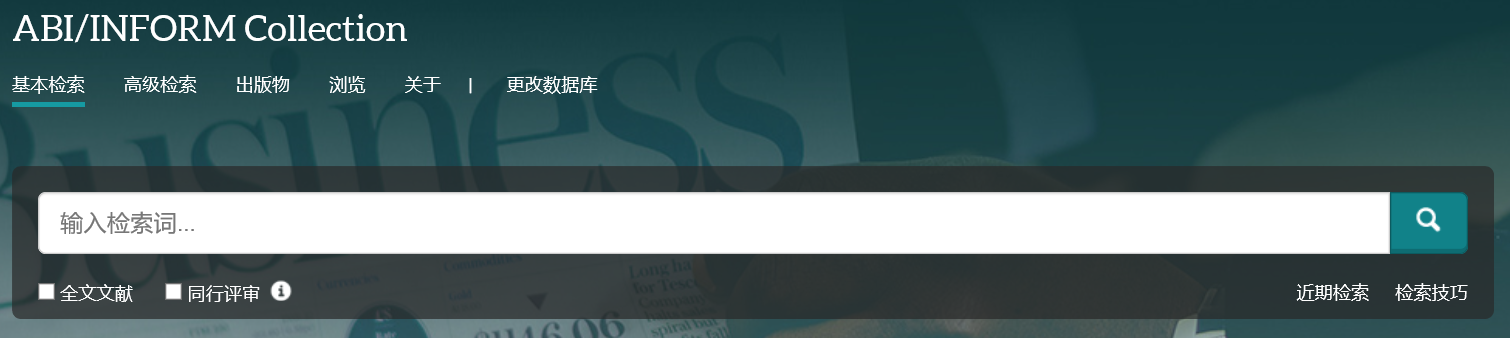 ABI/INFORM Collection
基本检索 高级检索 出版物 浏览 关于 | 更改数据库
Business
输入检索词...
全文文献 同行评审 近期检索 检索技巧